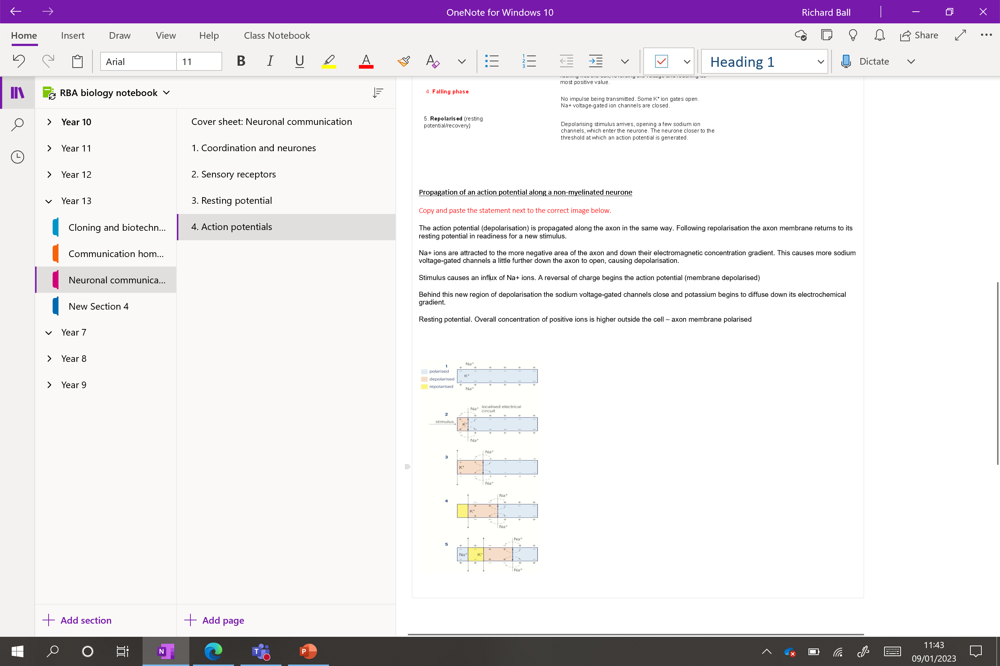 OneNote for Windows 10
Richard Ball
Home Insert Draw View Help Class Notebook
Share
Arial 11
B I U A A
Heading 1
Dictate
RBA biology notebook
Year 10
Year 11
Year 12
Year 13
Cloning and biotechn...
Communication hom...
Neuronal communica...
New Section 4
Year 7
Year 8
Year 9
Add section
Cover sheet: Neuronal communication
1. Coordination and neurones
2. Sensory receptors
3. Resting potential
4. Action potentials
Add page
most positive value.
4. Falling phase
No impulse being transmitted. Some K⁺ ion gates open.
Na+ voltage-gated ion channels are closed.
5. Repolarised (resting
potential/recovery)
Depolarising stimulus arrives, opening a few sodium ion
channels, which enter the neurone. The neurone closer to the
threshold at which an action potential is generated.
Propagation of an action potential along a non-myelinated neurone
Copy and paste the statement next to the correct image below.
The action potential (depolarisation) is propagated along the axon in the same way. Following repolarisation the axon membrane returns to its
resting potential in readiness for a new stimulus.
Na+ ions are attracted to the more negative area of the axon and down their electromagnetic concentration gradient. This causes more sodium
voltage-gated channels a little further down the axon to open, causing depolarisation.
Stimulus causes an influx of Na+ ions. A reversal of charge begins the action potential (membrane depolarised)
Behind this new region of depolarisation the sodium voltage-gated channels close and potassium begins to diffuse down its electrochemical
gradient.
Resting potential. Overall concentration of positive ions is higher outside the cell – axon membrane polarised
1 Na⁺
polarised
K⁺
depolarised
repolarised
Na⁺
2 Na⁺ localised electrical
circuit
stimulus K⁺
Na⁺
3 Na⁺
K⁺
Na⁺
4 Na⁺
K⁺
Na⁺
5 Na⁺
Na⁺ K⁺
Na⁺
11:43
09/01/2023